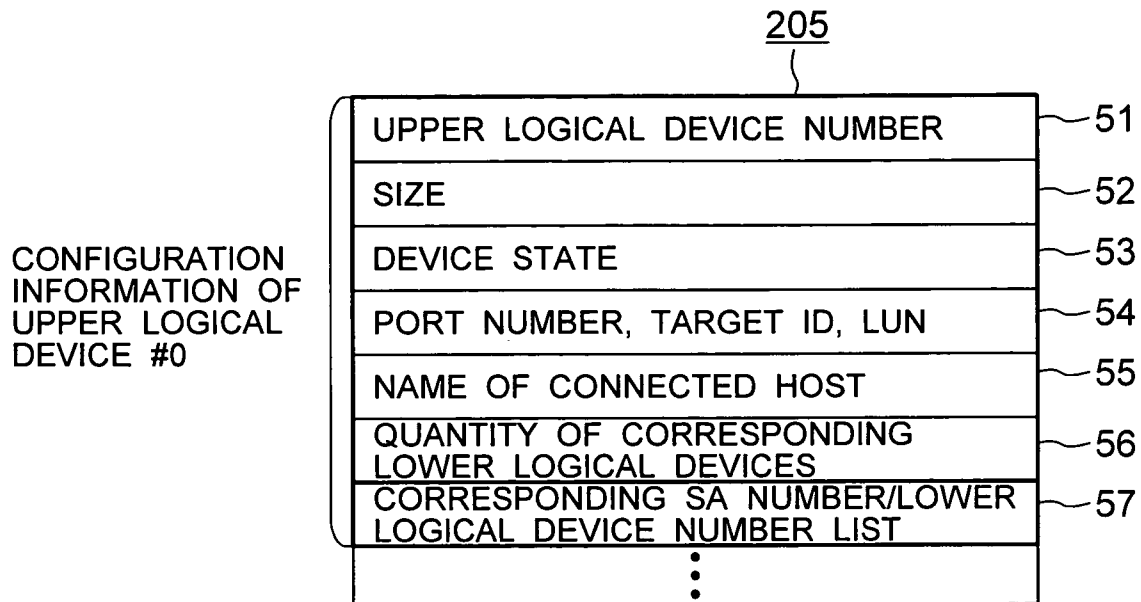 205
UPPER LOGICAL DEVICE NUMBER
51
SIZE
52
DEVICE STATE
53
PORT NUMBER, TARGET ID, LUN
54
NAME OF CONNECTED HOST
55
QUANTITY OF CORRESPONDING
LOWER LOGICAL DEVICES
56
CORRESPONDING SA NUMBER/LOWER
LOGICAL DEVICE NUMBER LIST
57
CONFIGURATION
INFORMATION OF
UPPER LOGICAL
DEVICE #0